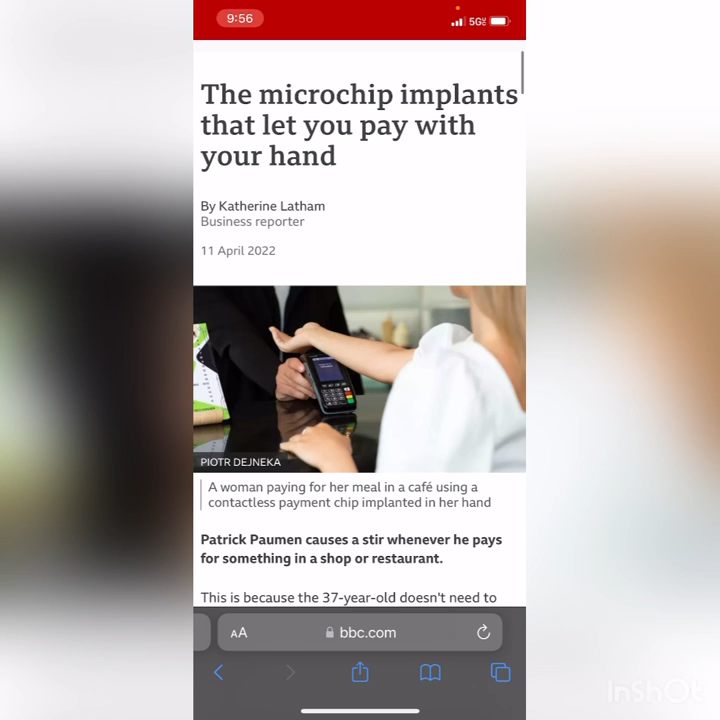 9:56
5G
The microchip implants
that let you pay with
your hand
By Katherine Latham
Business reporter
11 April 2022
PIOTR DEJNEKA
A woman paying for her meal in a café using a
contactless payment chip implanted in her hand
Patrick Paumen causes a stir whenever he pays
for something in a shop or restaurant.
This is because the 37-year-old doesn't need to
AA
bbc.com
InShOt